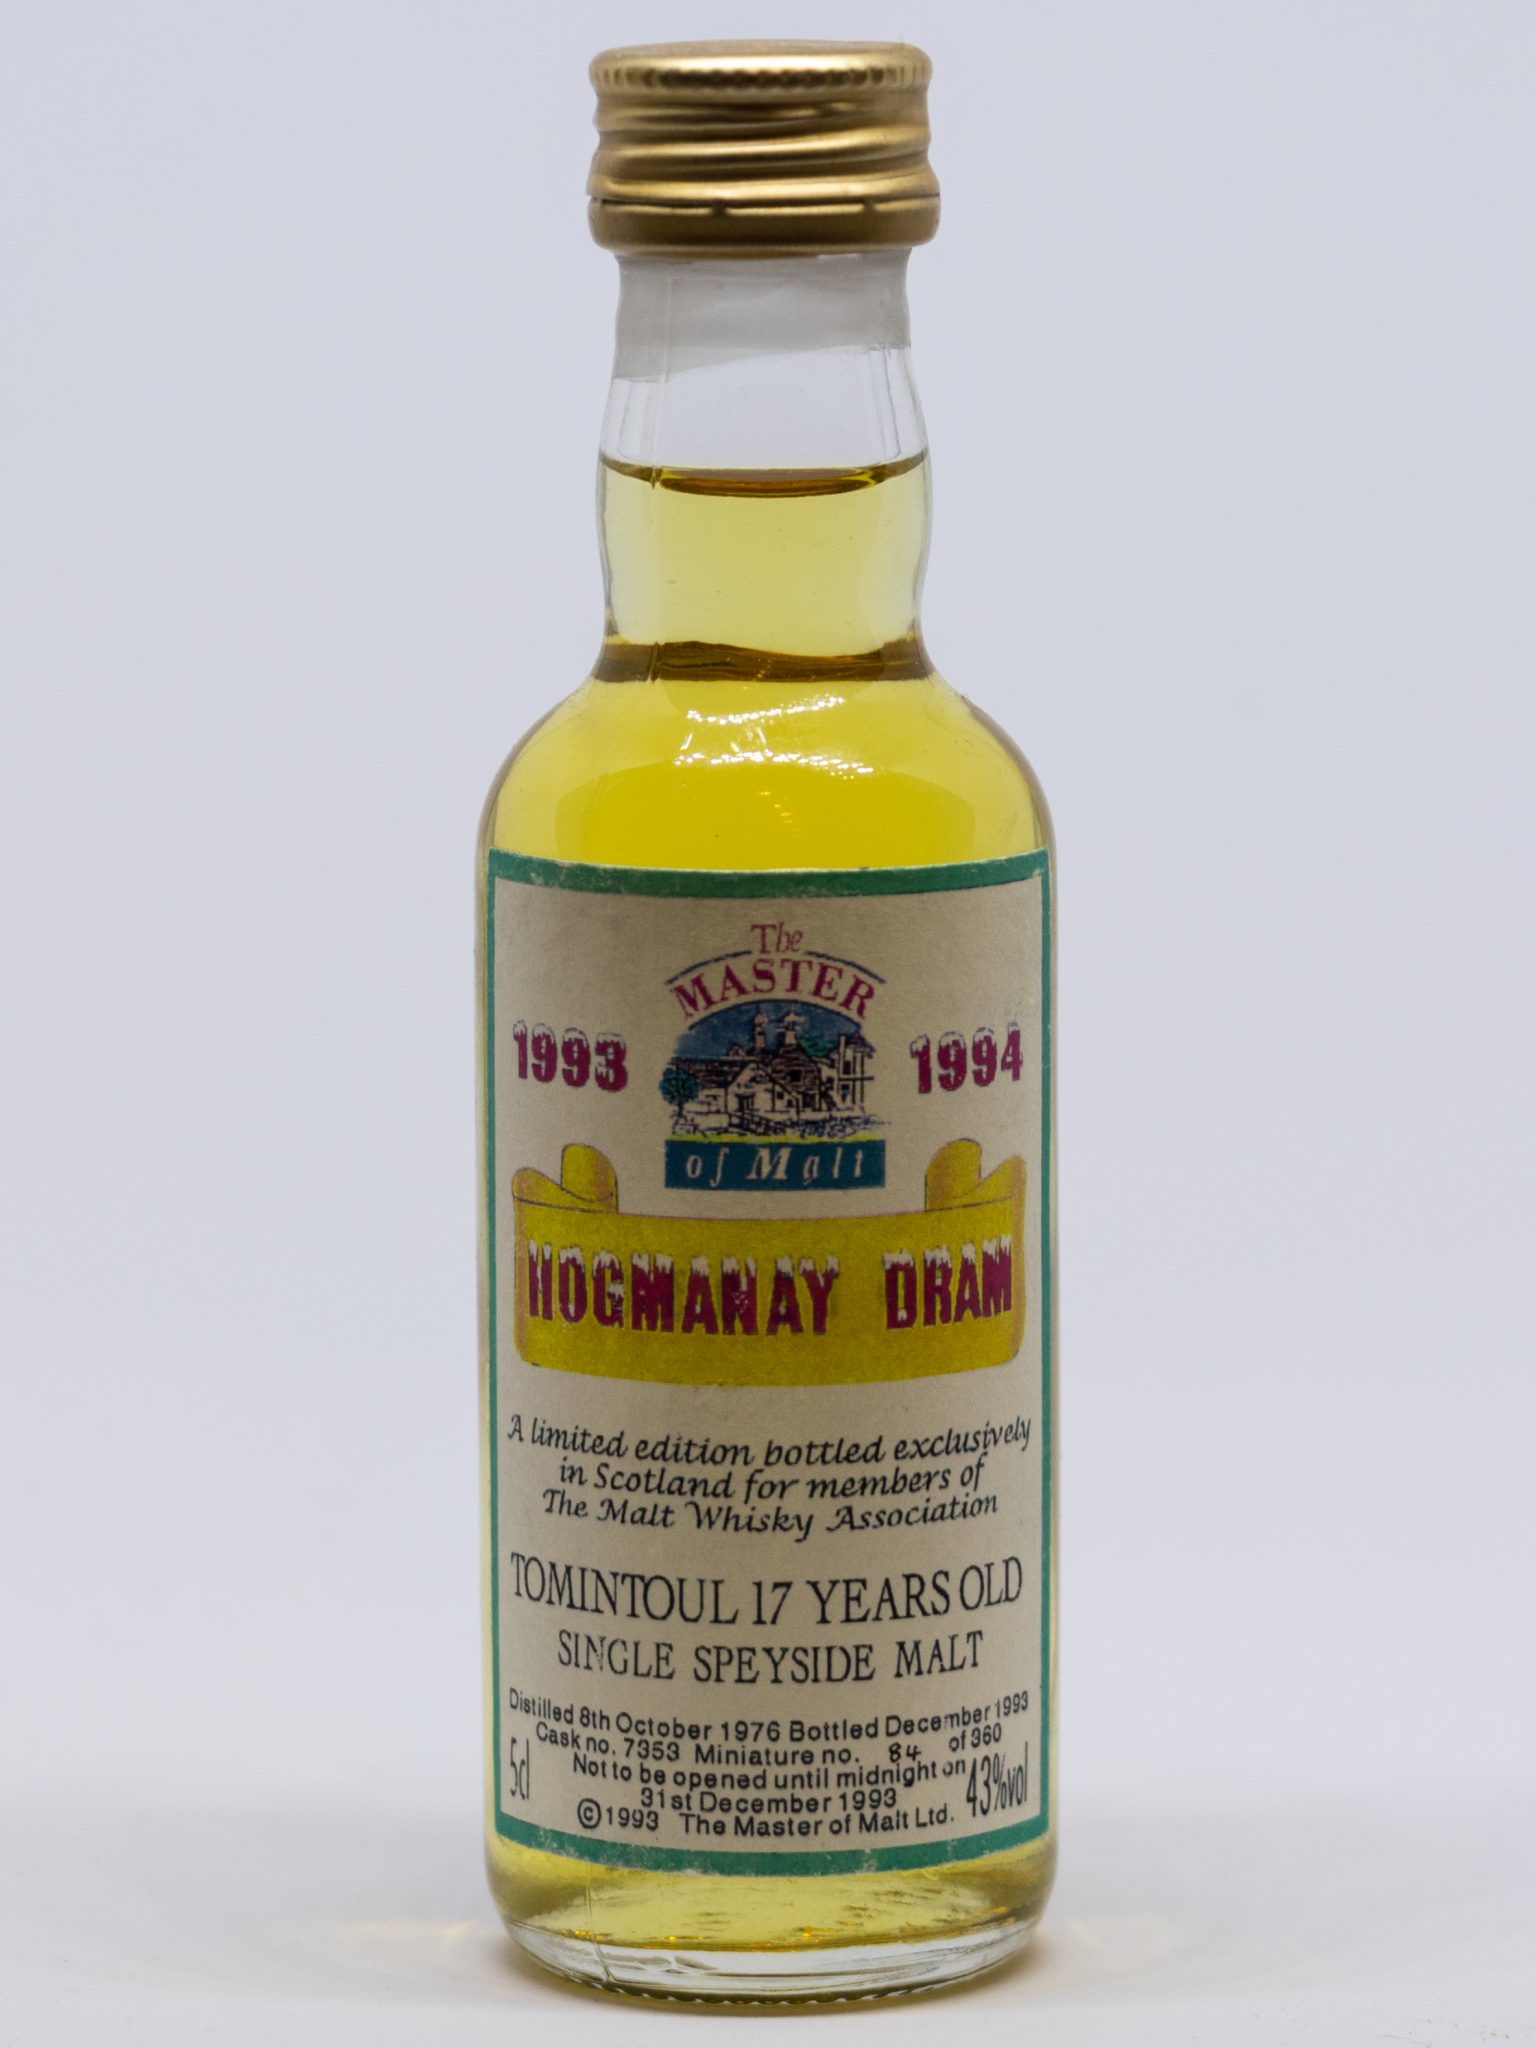 The
MASTER
1993
1994
of Malt
HOGMANAY DRAM
A limited edition bottled exclusively
in Scotland for members of
The Malt Whisky Association
TOMINTOUL 17 YEARS OLD
SINGLE SPEYSIDE MALT
Distilled 8th October 1976 Bottled December 1993
Cask no. 7353 Miniature no. 84 of 360
Not to be opened until midnight on
31st December 1993
5cl
43%vol
©1993 The Master of Malt Ltd.